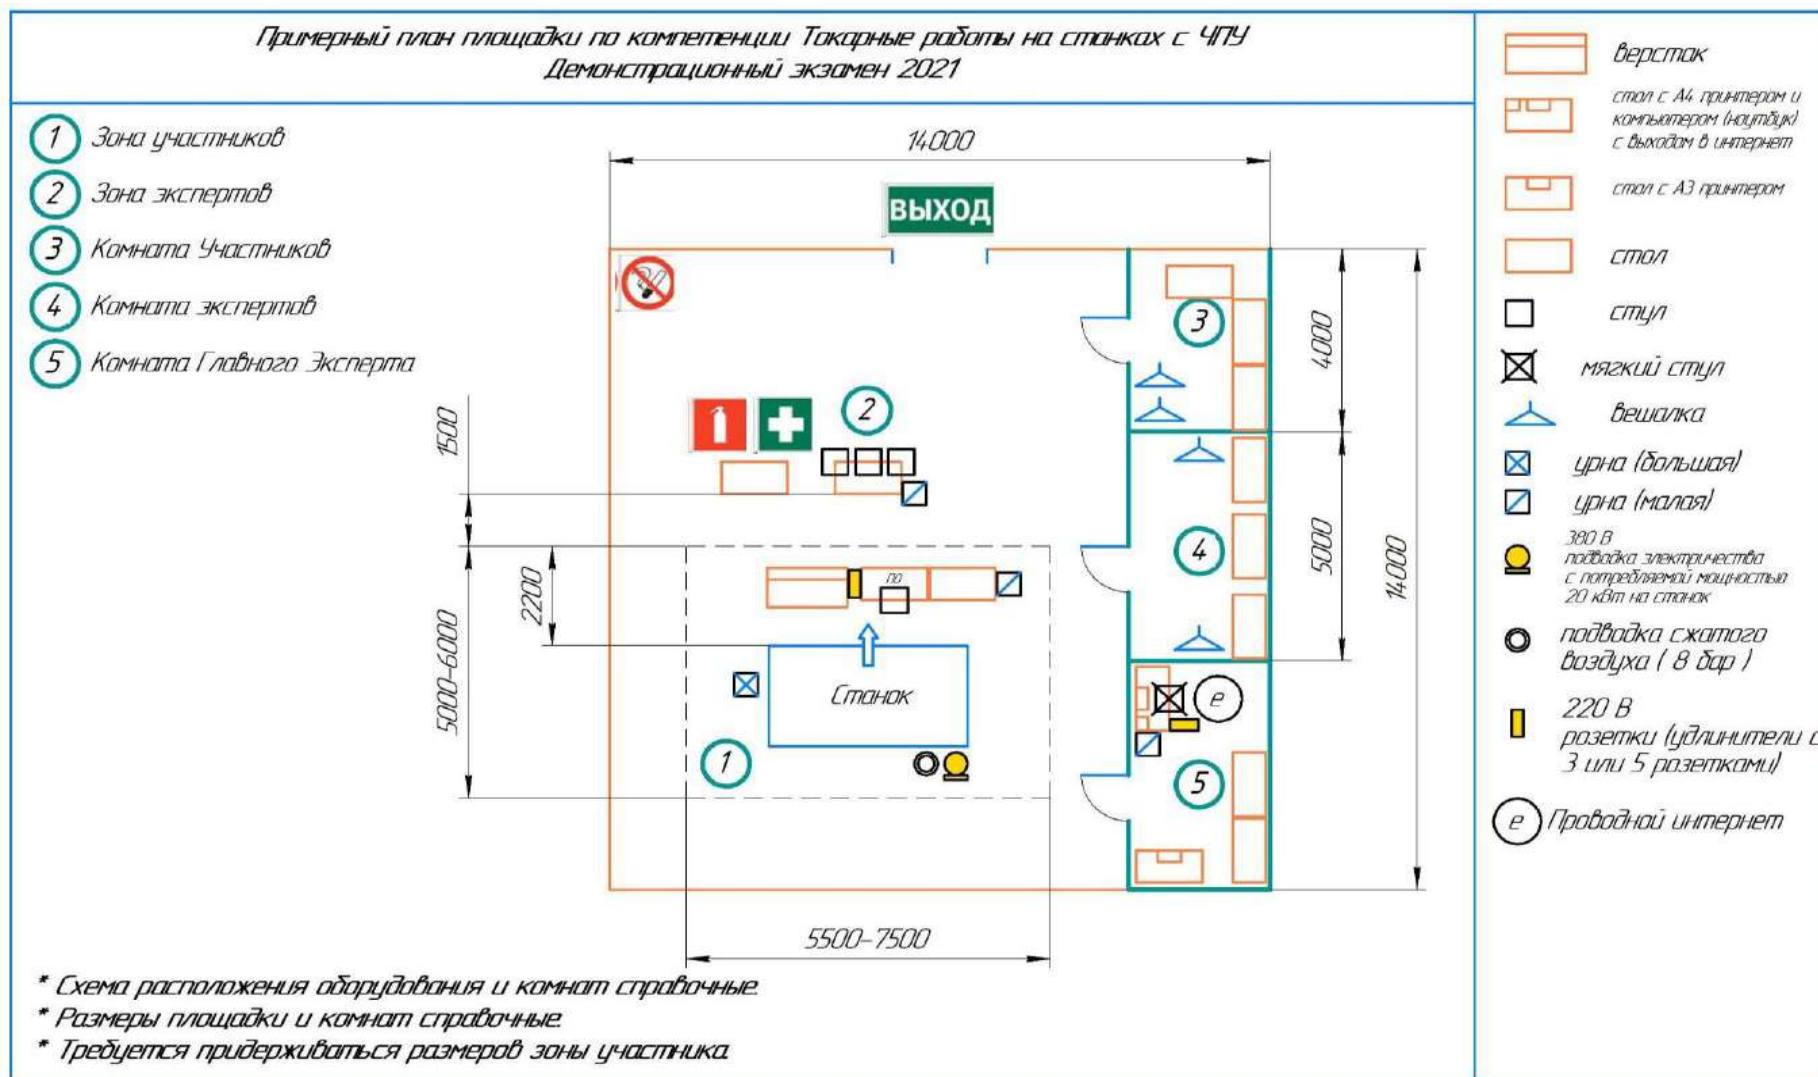 Примерный план площадки по компетенции Токарные работы на станках с ЧПУ
Демонстрационный экзамен 2021
1 Зона участников
2 Зона экспертов
3 Комната Участников
4 Комната экспертов
5 Комната Главного Эксперта
14000
ВЫХОД
3
4000
1500
2
2200
5000-6000
ПО
Станок
1
4
5000
14000
е
5
5500-7500
* Схема расположения оборудования и комнат справочные.
* Размеры площадки и комнат справочные.
* Требуется придерживаться размеров зоны участника.
верстак
стол с А4 принтером и
компьютером (ноутбук)
с выходом в интернет
стол с А3 принтером
стол
стул
мягкий стул
вешалка
урна (большая)
урна (малая)
380 В
подводка электричества
с потребляемой мощностью
20 кВт на станок
подводка сжатого
воздуха ( 8 бар )
220 В
розетки (удлинители с
3 или 5 розетками)
е Проводной интернет